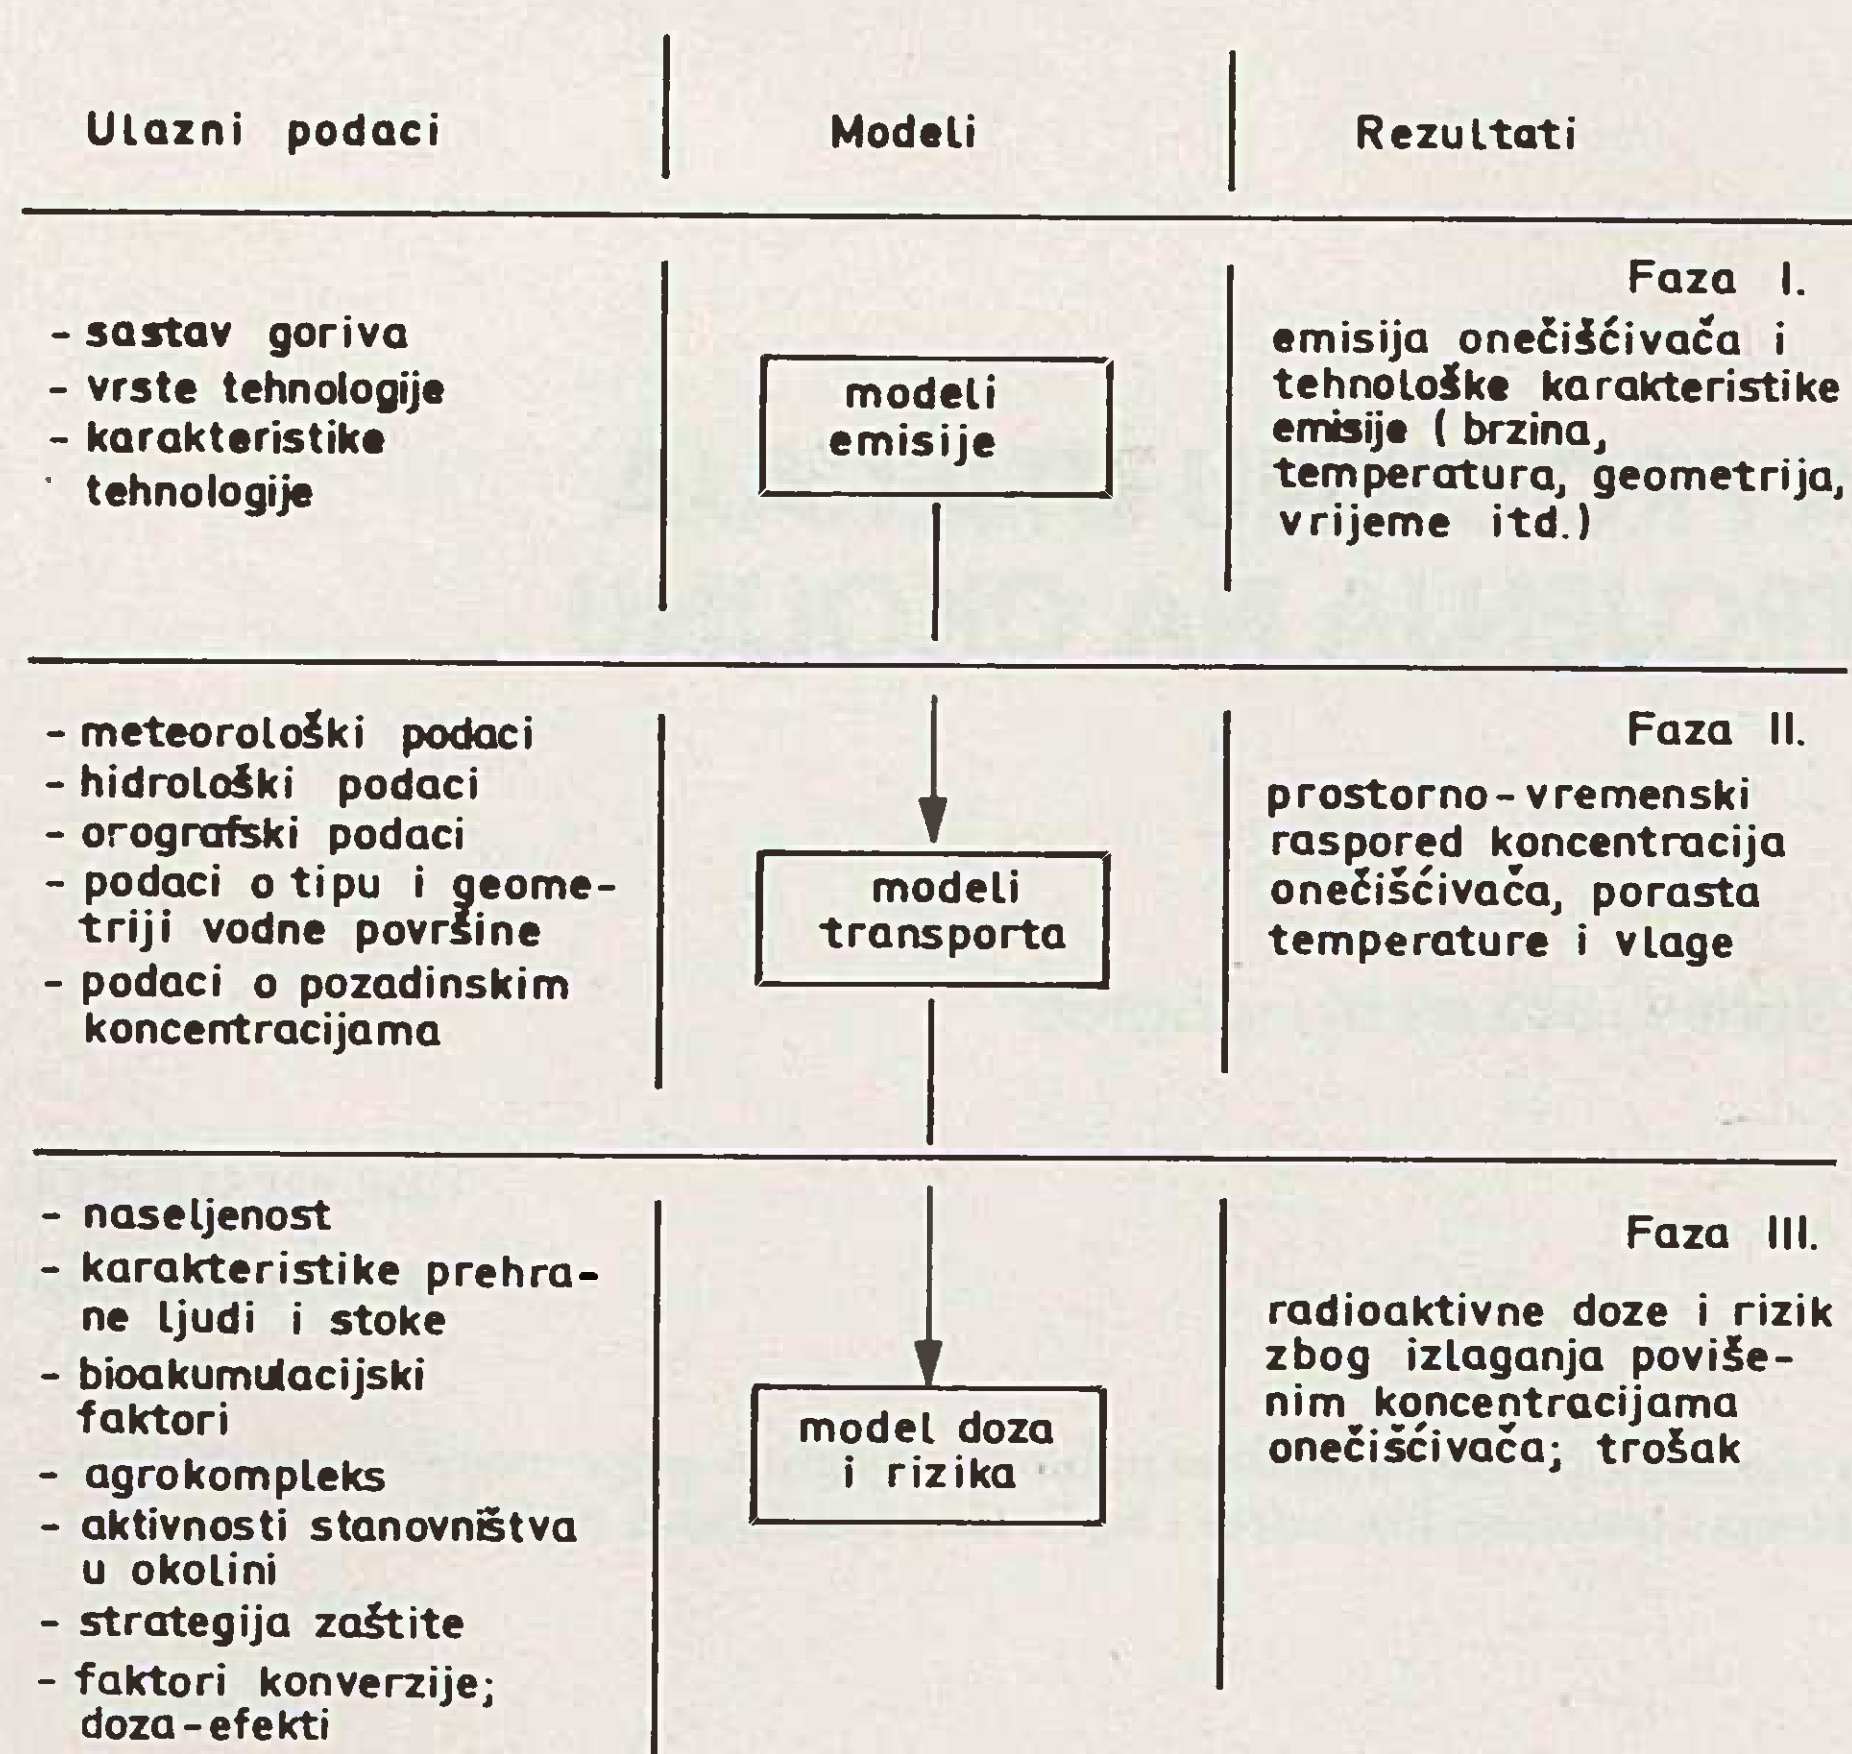 Ulazni podaci
Modeli
Rezultati
- sastav goriva
- vrste tehnologije
- karakteristike
tehnologije
modeli
emisije
Faza I.
emisija onečišćivača i
tehnološke karakteristike
emisije (brzina,
temperatura, geometrija,
vrijeme itd.)
- meteorološki podaci
- hidrološki podaci
- orografski podaci
- podaci o tipu i geome-
triji vodne površine
- podaci o pozadinskim
koncentracijama
modeli
transporta
Faza II.
prostorno-vremenski
raspored koncentracija
onečišćivača, porasta
temperature i vlage
- naseljenost
- karakteristike prehra-
ne ljudi i stoke
- bioakumulacijski
faktori
- agrokompleks
- aktivnosti stanovništva
u okolini
- strategija zaštite
- faktori konverzije;
doza-efekti
model doza
i rizika
Faza III.
radioaktivne doze i rizik
zbog izlaganja poviše-
nim koncentracijama
onečišćivača; trošak